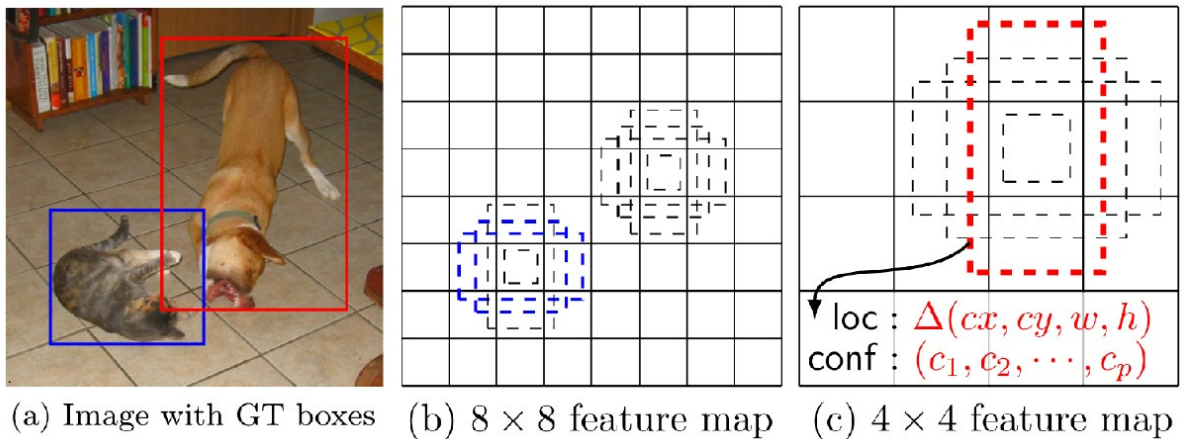 loc : Δ(cx, cy, w, h)
conf : (c₁, c₂, ⋯, cₚ)
(a) Image with GT boxes
(b) 8 × 8 feature map
(c) 4 × 4 feature map